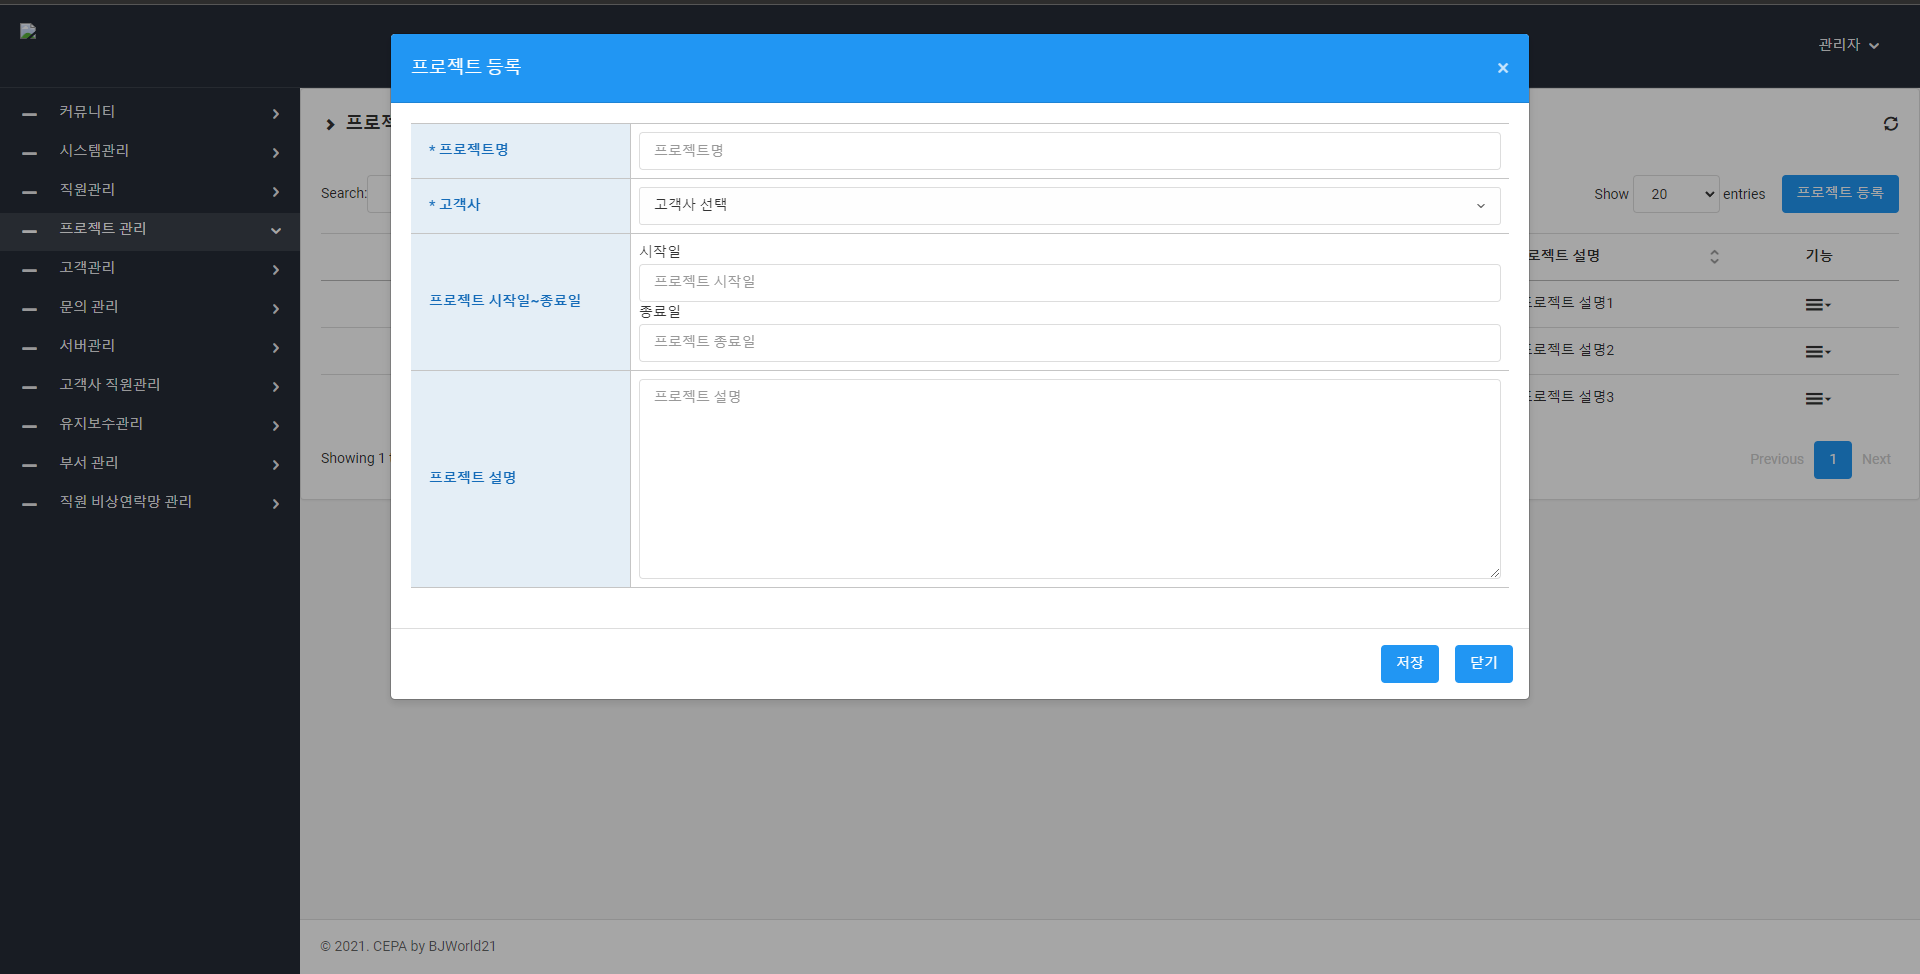 관리자
커뮤니티
시스템관리
직원관리
프로젝트 관리
고객관리
문의 관리
서버관리
고객사 직원관리
유지보수관리
부서 관리
직원 비상연락망 관리
프로젝트 등록
×
* 프로젝트명
프로젝트명
* 고객사
고객사 선택
프로젝트 시작일~종료일
시작일
프로젝트 시작일
종료일
프로젝트 종료일
프로젝트 설명
프로젝트 설명
저장
닫기
Search:
Show 20 entries
프로젝트 등록
로젝트 설명
기능
로젝트 설명1
로젝트 설명2
로젝트 설명3
Showing 1
Previous 1 Next
© 2021. CEPA by BJWorld21